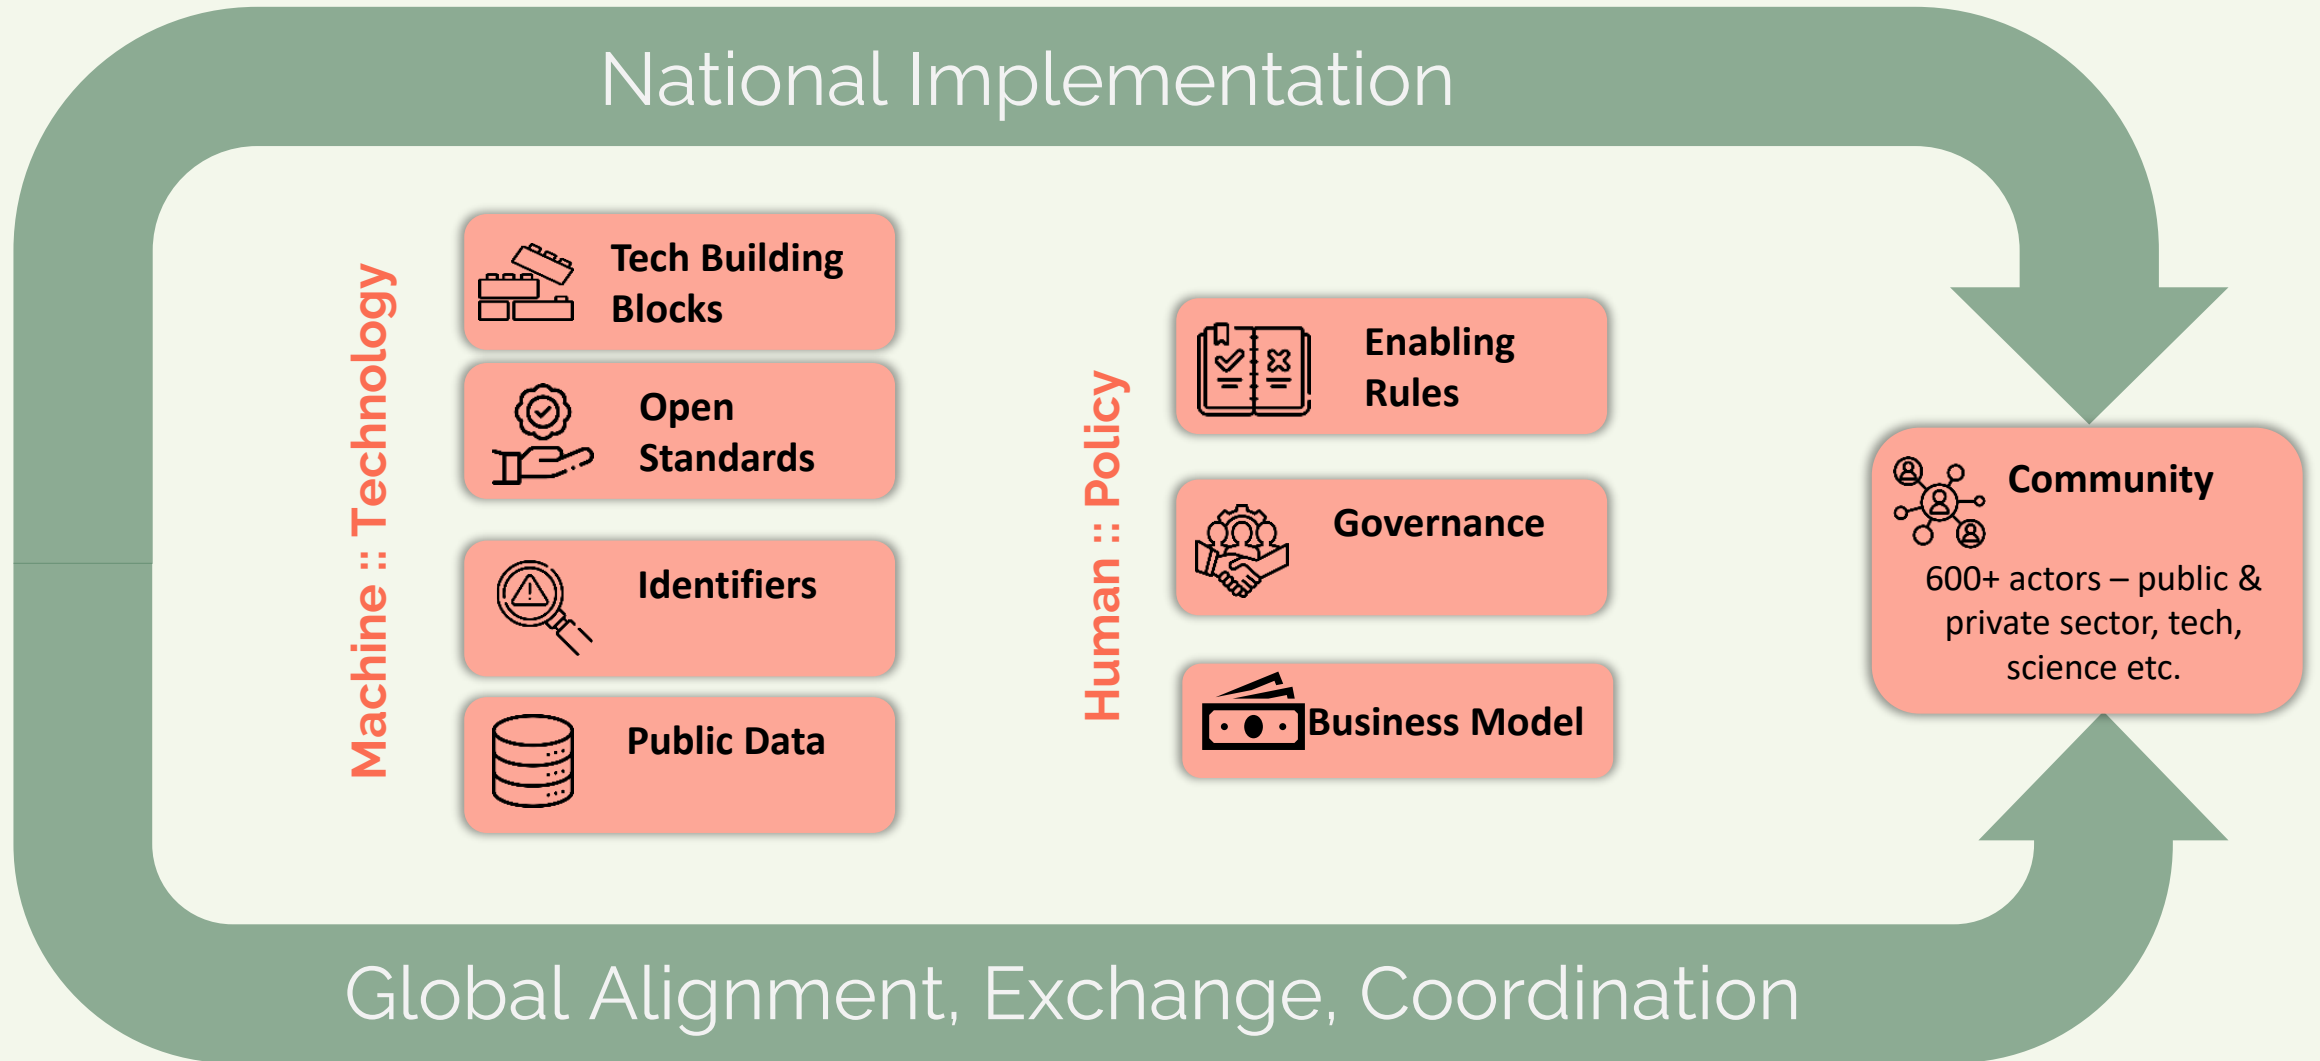 National Implementation
Machine :: Technology
Tech Building
Blocks
Open
Standards
Identifiers
Public Data
Human :: Policy
Enabling
Rules
Governance
Business Model
Community
600+ actors – public &
private sector, tech,
science etc.
Global Alignment, Exchange, Coordination